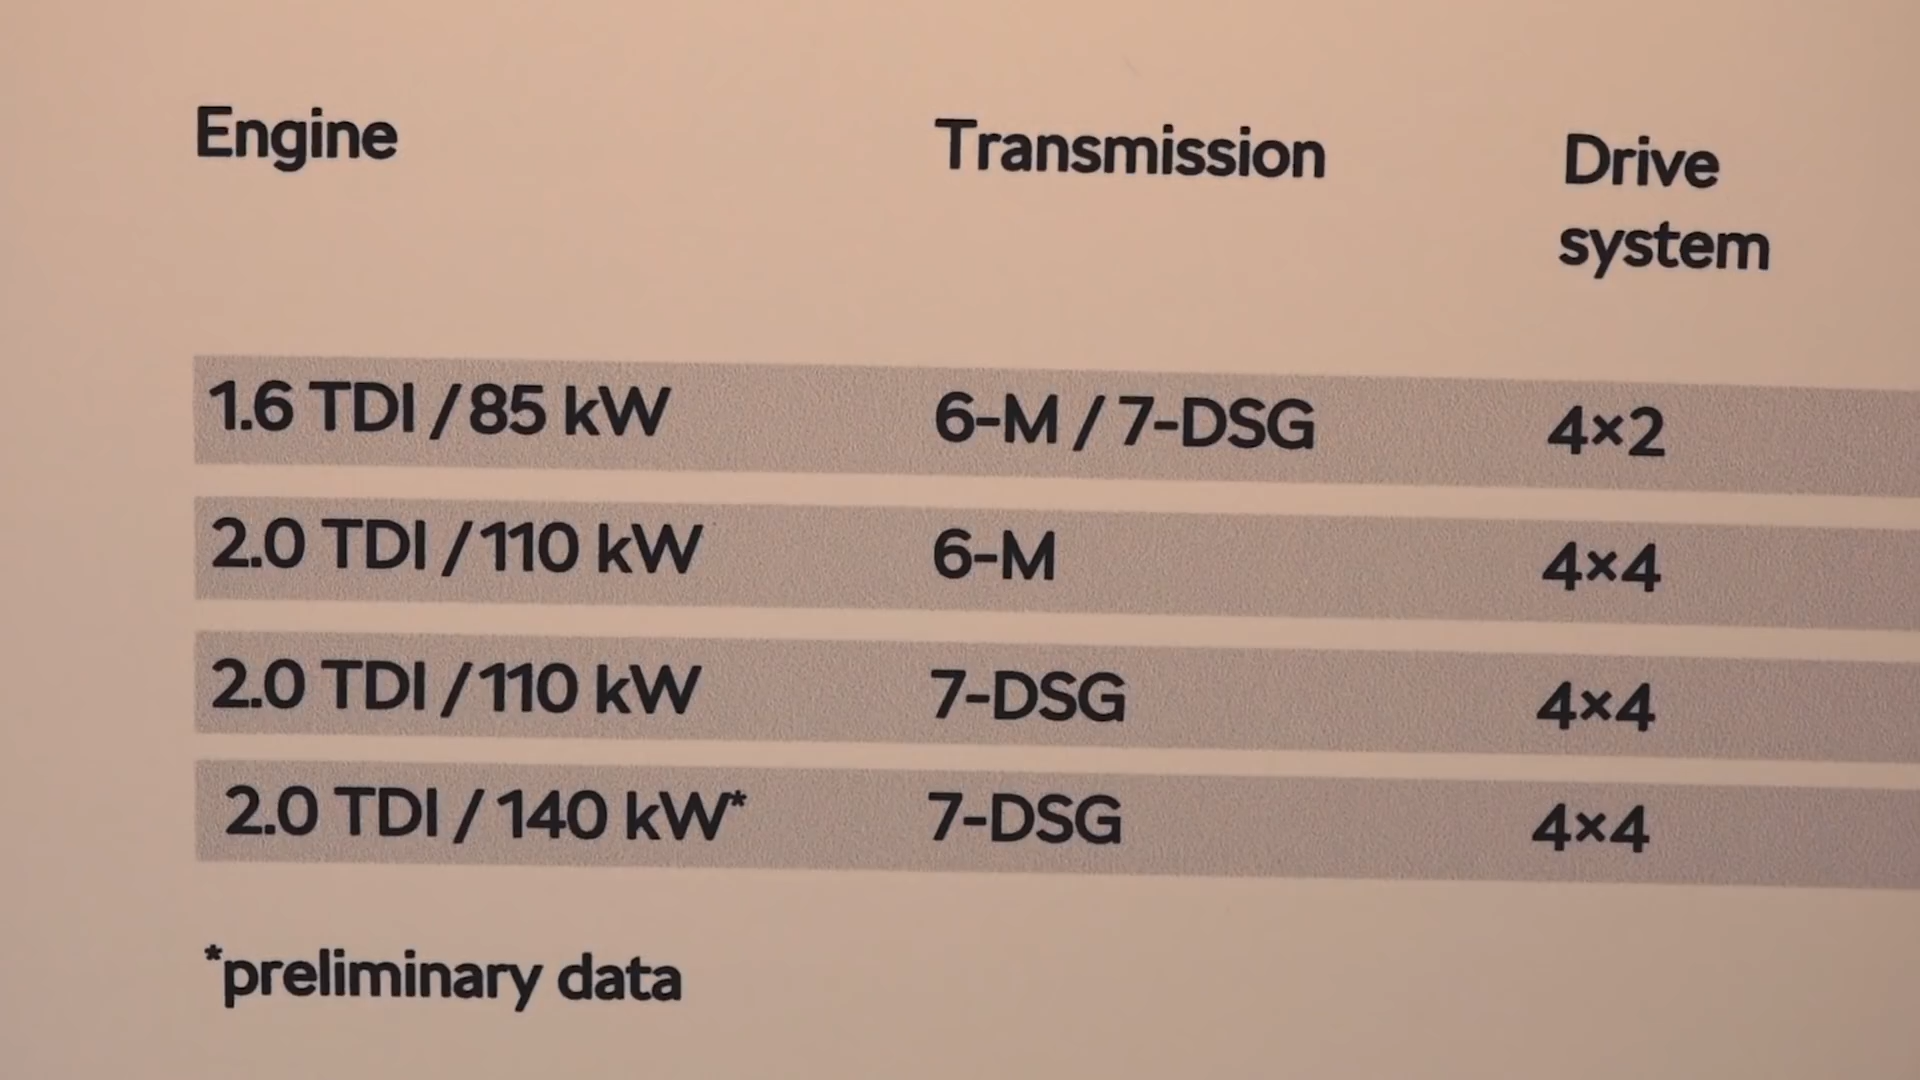 Engine Transmission Drive system
1.6 TDI / 85 kW 6-M / 7-DSG 4×2
2.0 TDI / 110 kW 6-M 4×4
2.0 TDI / 110 kW 7-DSG 4×4
2.0 TDI / 140 kW* 7-DSG 4×4
*preliminary data